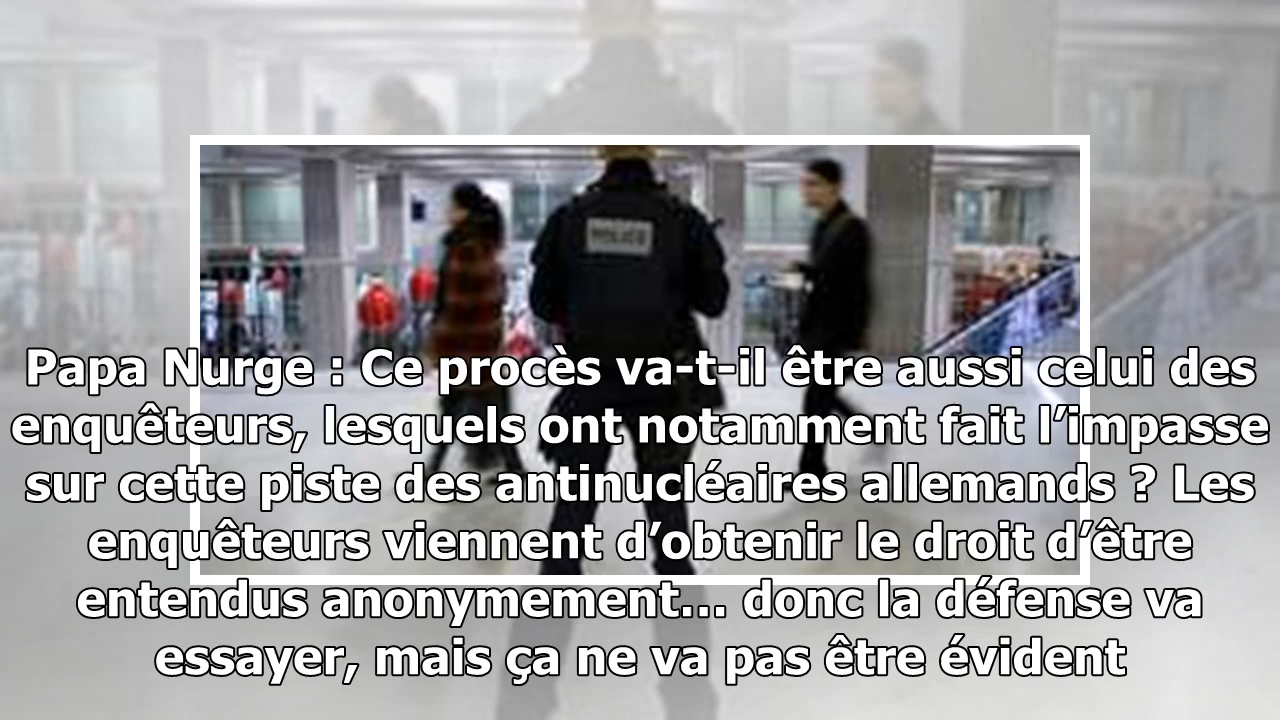 POLICE
Papa Nurge : Ce procès va-t-il être aussi celui des
enquêteurs, lesquels ont notamment fait l’impasse
sur cette piste des antinucléaires allemands ? Les
enquêteurs viennent d’obtenir le droit d’être
entendus anonymement... donc la défense va
essayer, mais ça ne va pas être évident